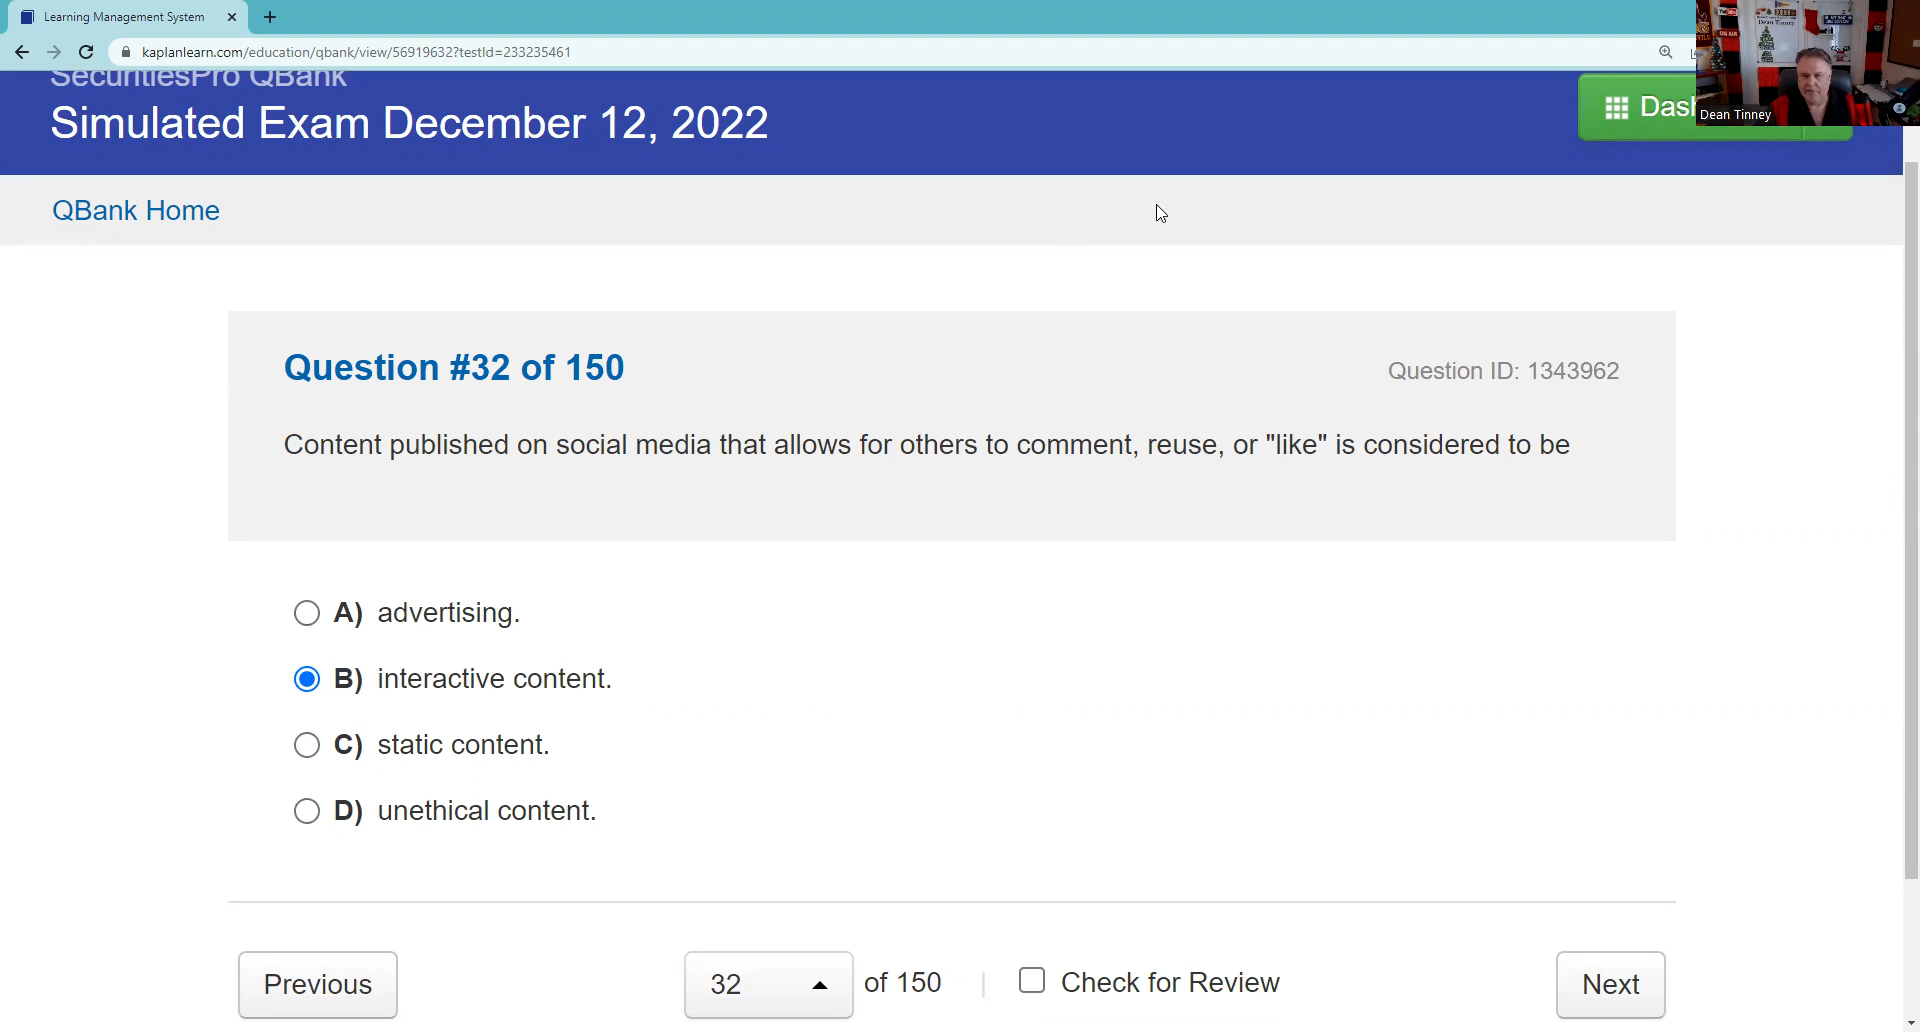 Learning Management System
kaplanlearn.com/education/qbank/view/56919632?testId=233235461
SecuritiesPro QBank
Simulated Exam December 12, 2022
Dean Tinney
QBank Home
Question #32 of 150
Question ID: 1343962
Content published on social media that allows for others to comment, reuse, or "like" is considered to be
A) advertising.
B) interactive content.
C) static content.
D) unethical content.
Previous
32
of 150
Check for Review
Next